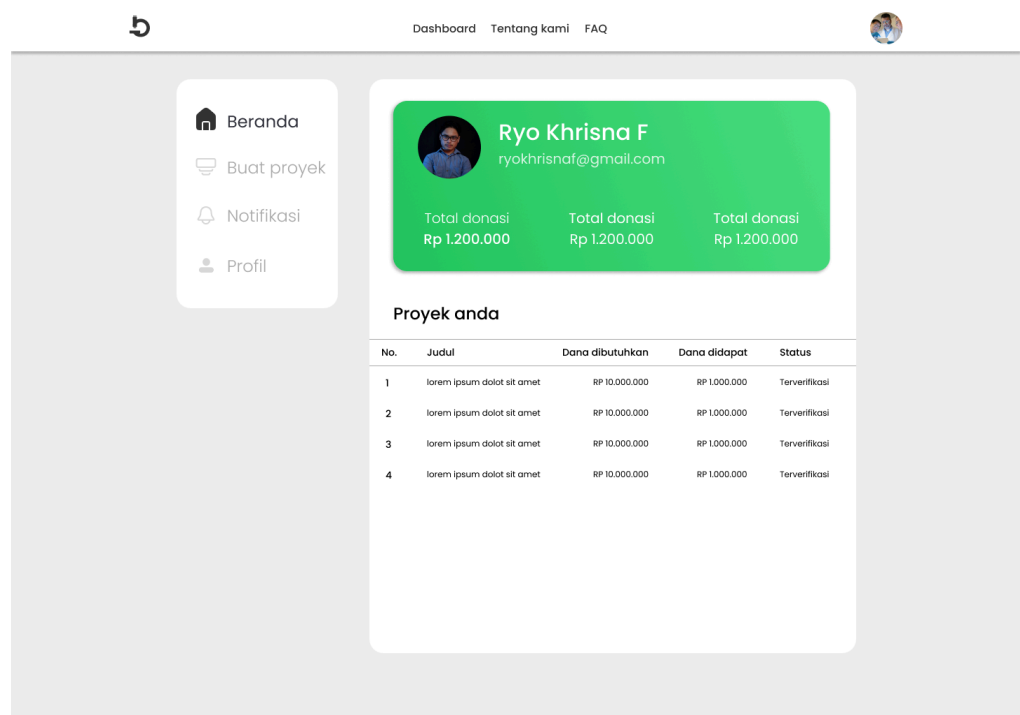 Dashboard Tentang kami FAQ
Beranda
Buat proyek
Notifikasi
Profil
Ryo Khrisna F
ryokhrisnaf@gmail.com
Total donasi Total donasi Total donasi
Rp 1.200.000 Rp 1.200.000 Rp 1.200.000
Proyek anda
No. Judul Dana dibutuhkan Dana didapat Status
1 lorem ipsum dolot sit amet RP 10.000.000 RP 1.000.000 Terverifikasi
2 lorem ipsum dolot sit amet RP 10.000.000 RP 1.000.000 Terverifikasi
3 lorem ipsum dolot sit amet RP 10.000.000 RP 1.000.000 Terverifikasi
4 lorem ipsum dolot sit amet RP 10.000.000 RP 1.000.000 Terverifikasi